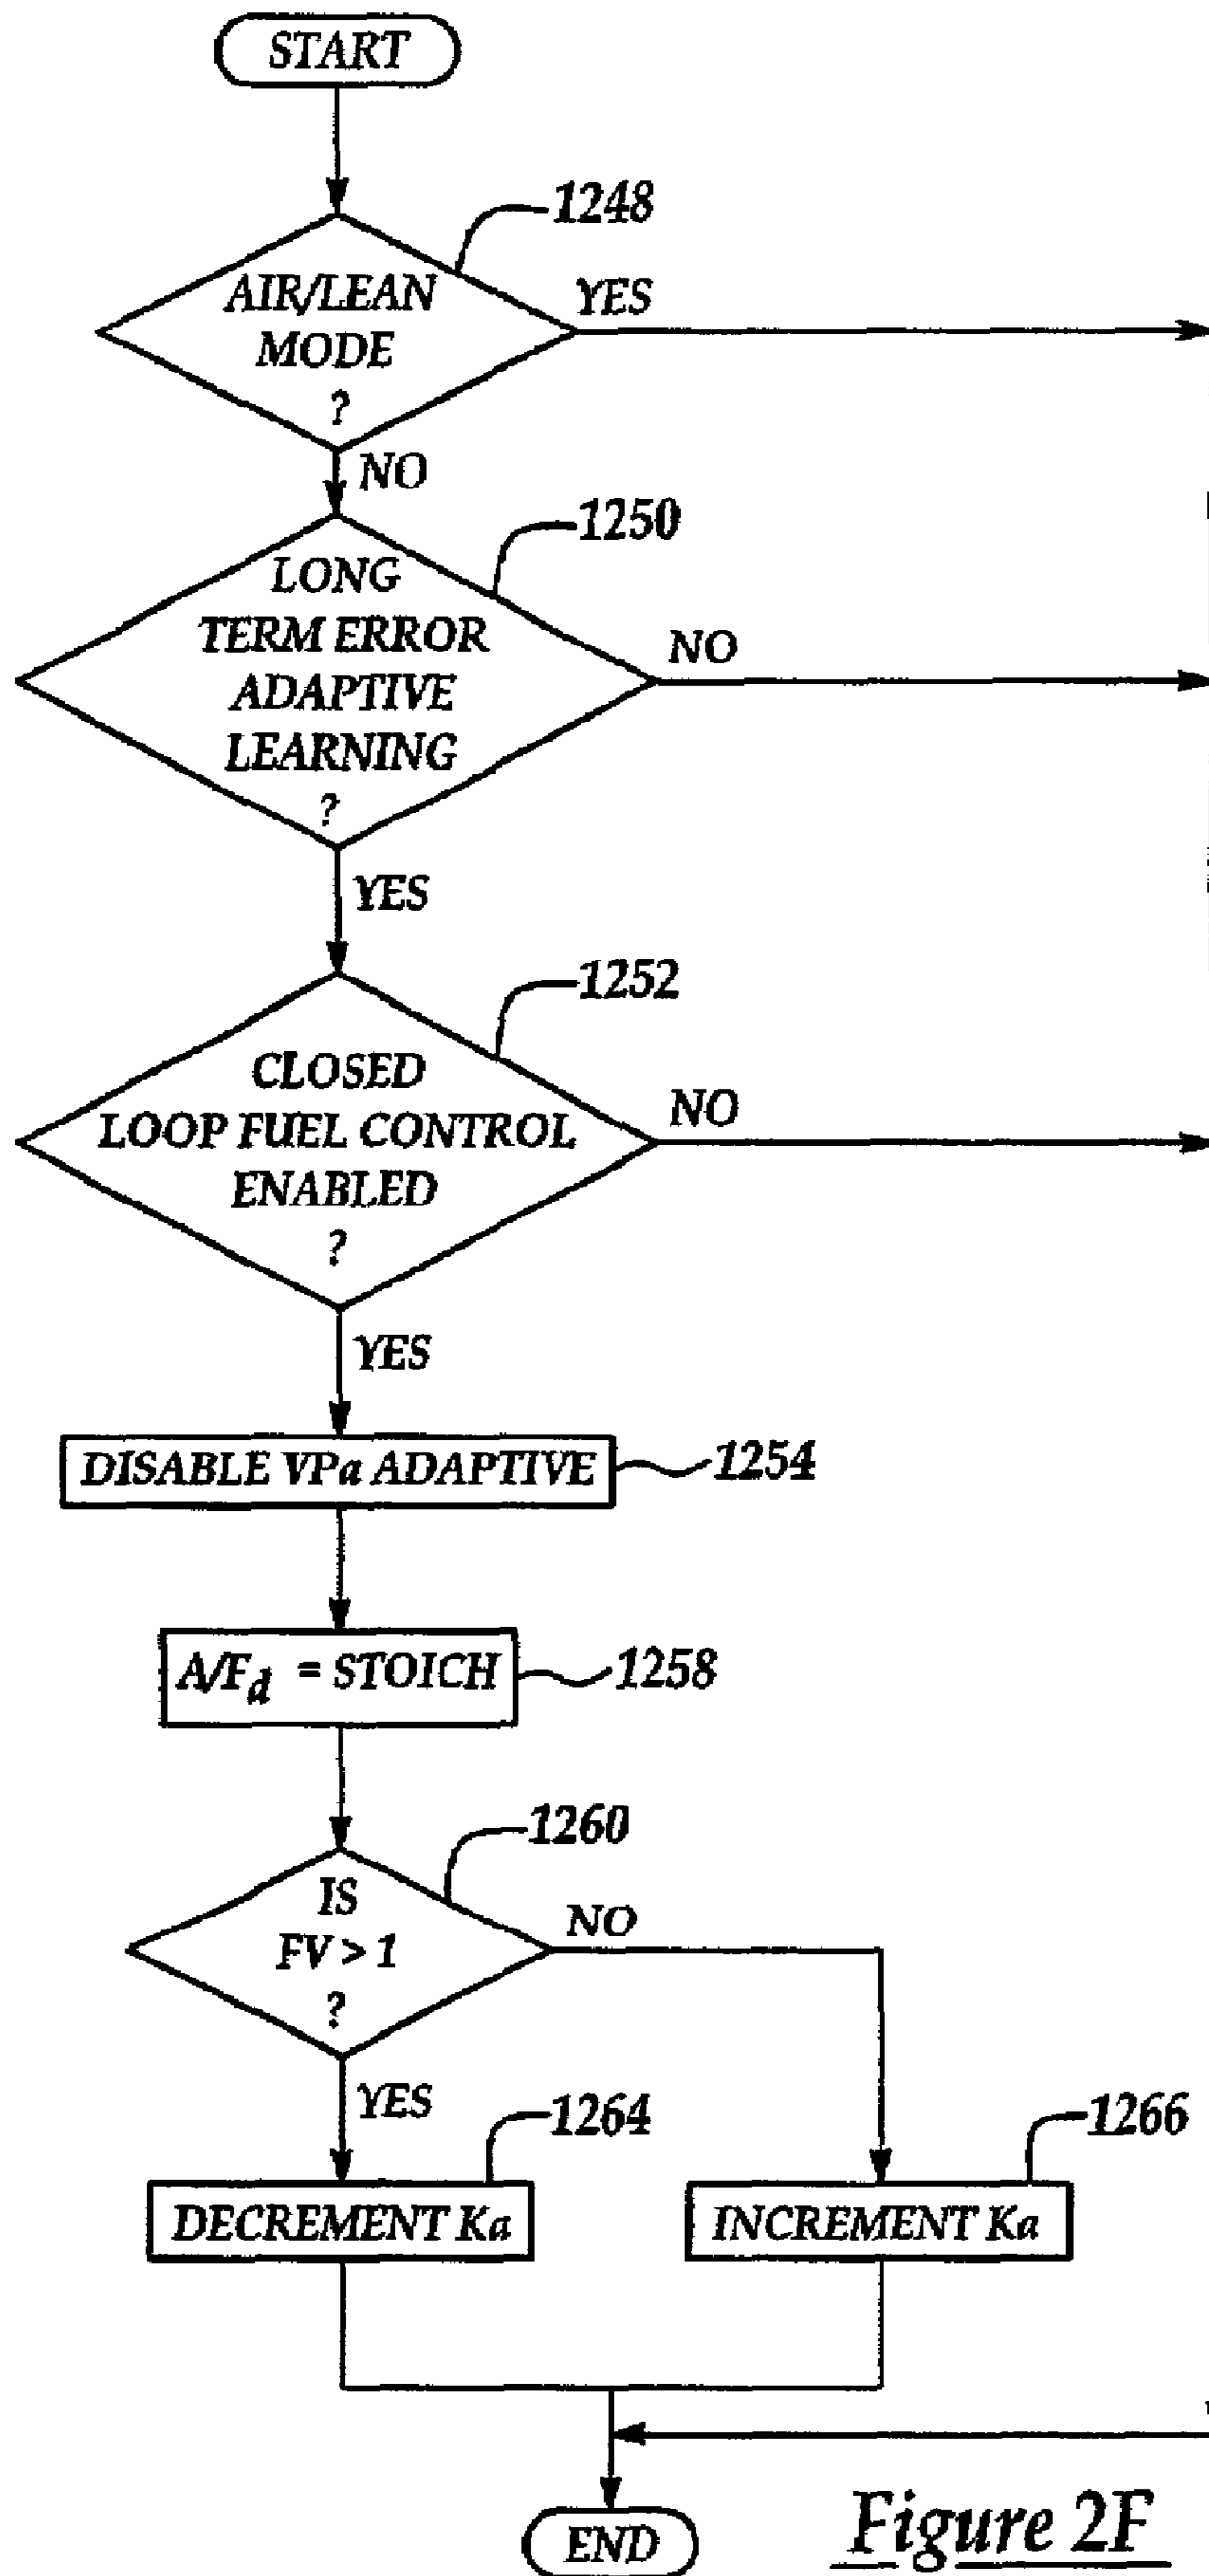 START
1248
AIR/LEAN
MODE
?
YES
NO
1250
LONG
TERM ERROR
ADAPTIVE
LEARNING
?
NO
YES
1252
CLOSED
LOOP FUEL CONTROL
ENABLED
?
NO
YES
DISABLE VPa ADAPTIVE
1254
A/Fd = STOICH
1258
1260
IS
FV > 1
?
NO
YES
1264
1266
DECREMENT Ka
INCREMENT Ka
END
Figure 2F